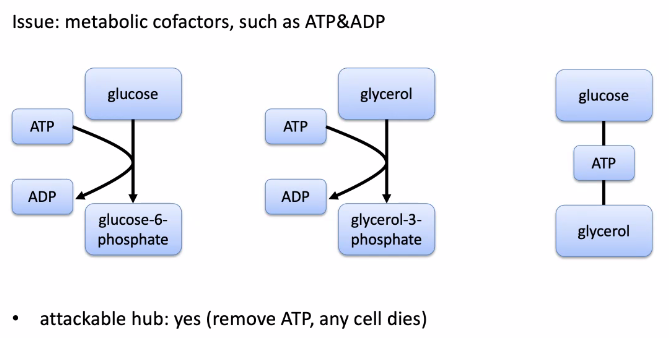 Issue: metabolic cofactors, such as ATP&ADP
glucose
ATP
ADP
glucose-6-
phosphate
glycerol
ATP
ADP
glycerol-3-
phosphate
glucose
ATP
glycerol
• attackable hub: yes (remove ATP, any cell dies)